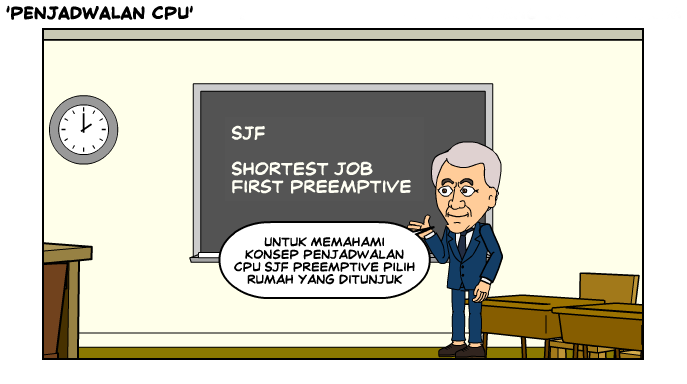 'PENJADWALAN CPU'
SJF
SHORTEST JOB
FIRST PREEMPTIVE
UNTUK MEMAHAMI
KONSEP PENJADWALAN
CPU SJF PREEMPTIVE PILIH
RUMAH YANG DITUNJUK